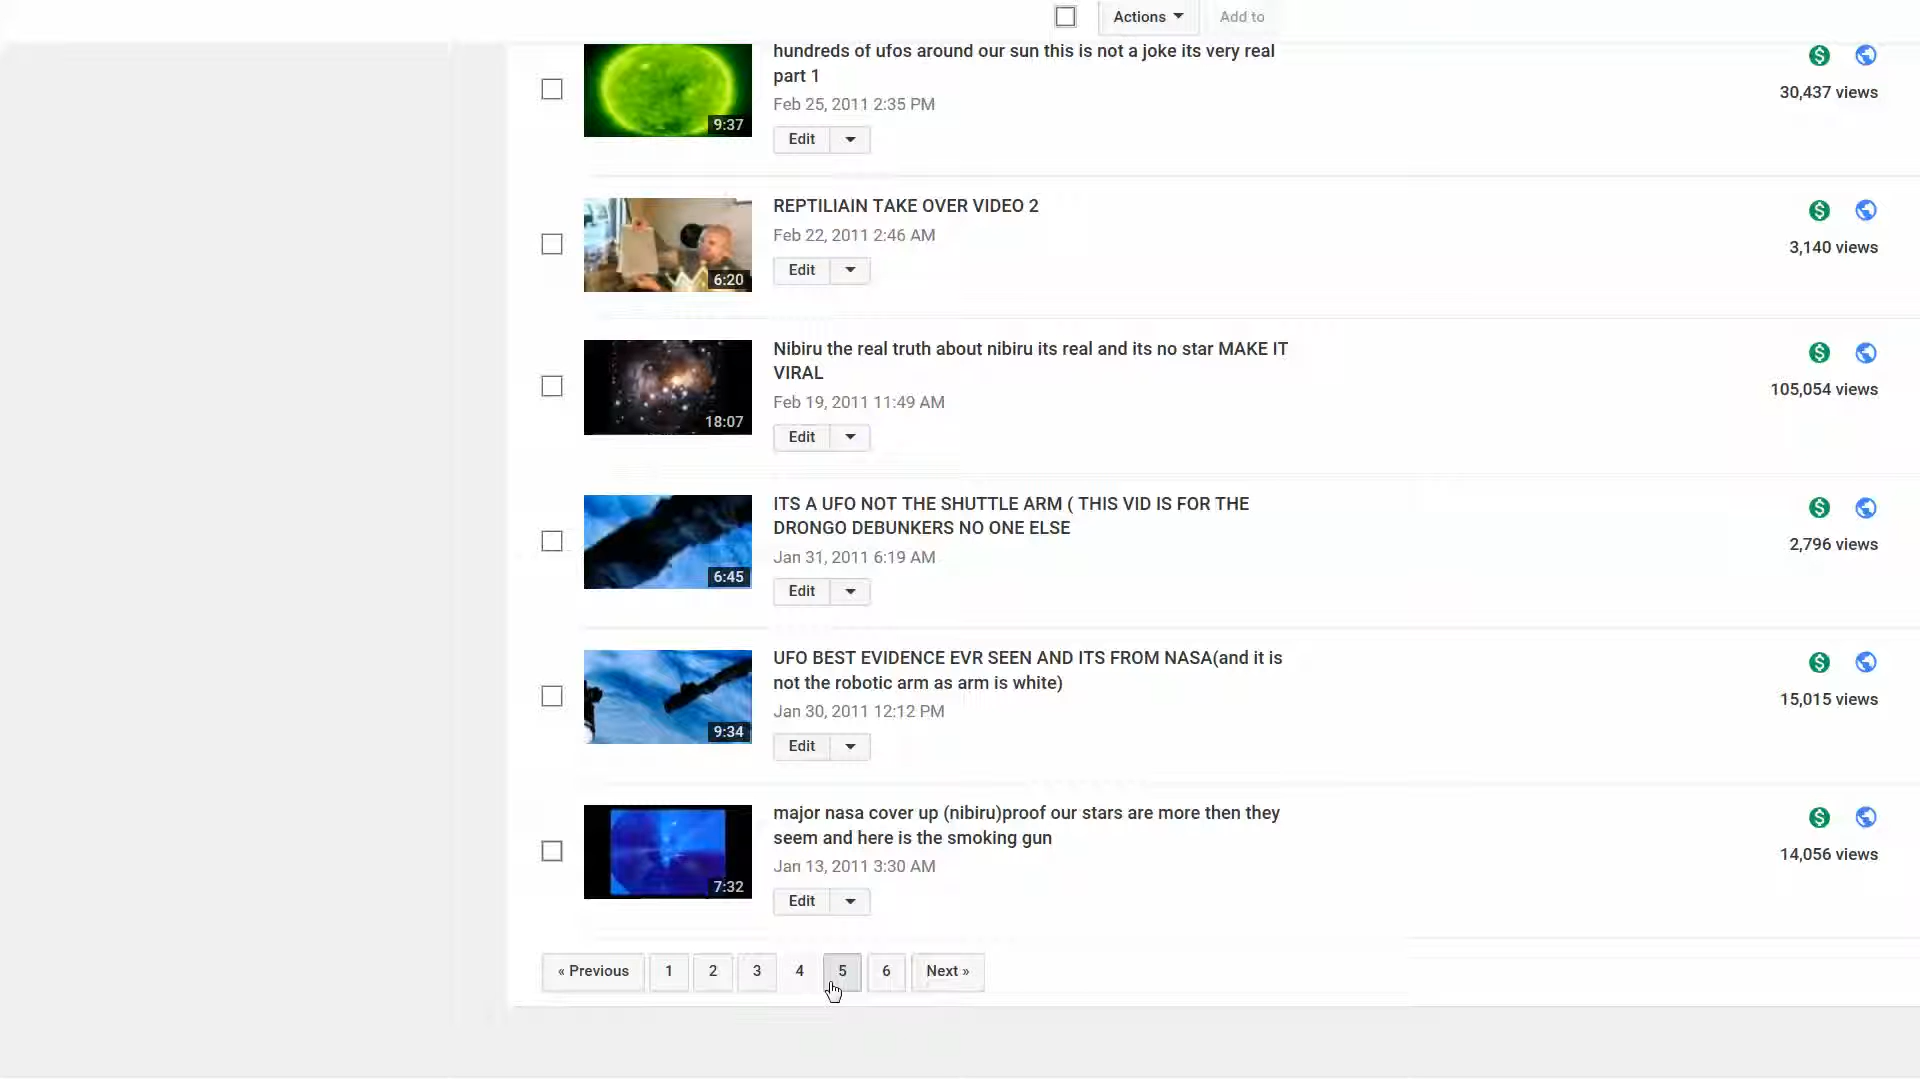 Actions
Add to
hundreds of ufos around our sun this is not a joke its very real
part 1
Feb 25, 2011 2:35 PM
Edit
9:37
30,437 views
REPTILIAIN TAKE OVER VIDEO 2
Feb 22, 2011 2:46 AM
Edit
6:20
3,140 views
Nibiru the real truth about nibiru its real and its no star MAKE IT
VIRAL
Feb 19, 2011 11:49 AM
Edit
18:07
105,054 views
ITS A UFO NOT THE SHUTTLE ARM ( THIS VID IS FOR THE
DRONGO DEBUNKERS NO ONE ELSE
Jan 31, 2011 6:19 AM
Edit
6:45
2,796 views
UFO BEST EVIDENCE EVR SEEN AND ITS FROM NASA(and it is
not the robotic arm as arm is white)
Jan 30, 2011 12:12 PM
Edit
9:34
15,015 views
major nasa cover up (nibiru)proof our stars are more then they
seem and here is the smoking gun
Jan 13, 2011 3:30 AM
Edit
7:32
14,056 views
« Previous 1 2 3 4 5 6 Next »